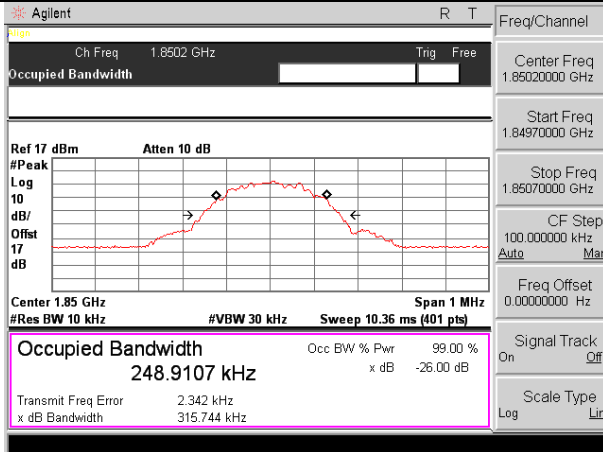 Agilent R T
Align
Ch Freq 1.8502 GHz Trig Free
Occupied Bandwidth
Ref 17 dBm Atten 10 dB
#Peak
Log
10
dB/
Offst
17
dB
Center 1.85 GHz Span 1 MHz
#Res BW 10 kHz #VBW 30 kHz Sweep 10.36 ms (401 pts)
Occupied Bandwidth Occ BW % Pwr 99.00 %
248.9107 kHz x dB -26.00 dB
Transmit Freq Error 2.342 kHz
x dB Bandwidth 315.744 kHz
Freq/Channel
Center Freq
1.85020000 GHz
Start Freq
1.84970000 GHz
Stop Freq
1.85070000 GHz
CF Step
100.000000 kHz
Auto Man
Freq Offset
0.00000000 Hz
Signal Track
On Off
Scale Type
Log Lin